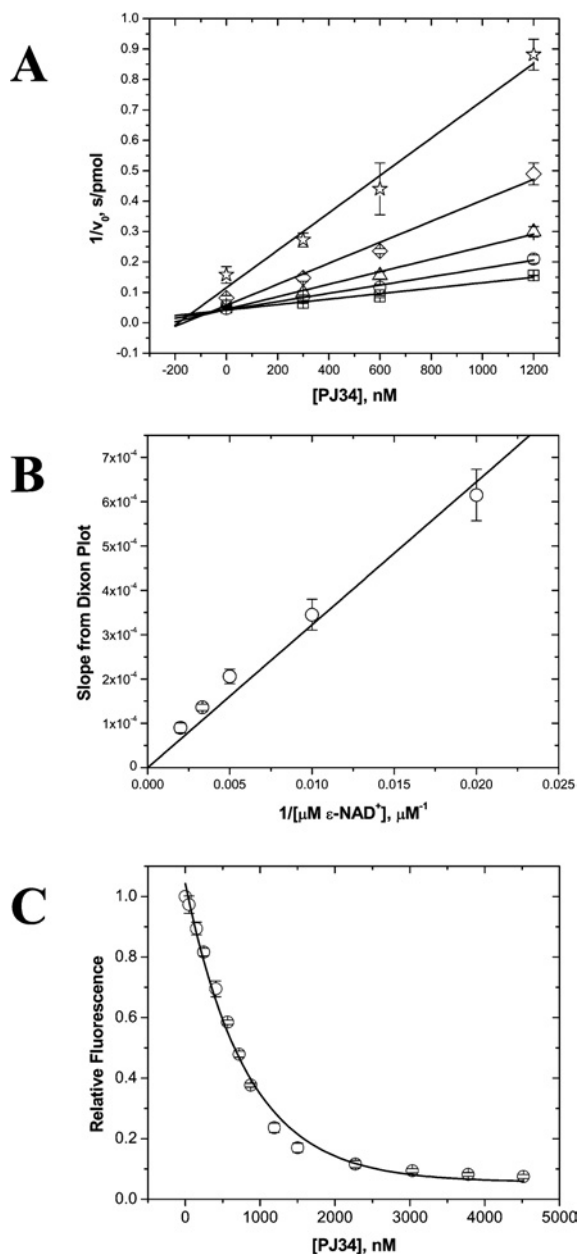 A
1/v₀, s/pmol
1.0
0.9
0.8
0.7
0.6
0.5
0.4
0.3
0.2
0.1
0.0
-0.1
-200 0 200 400 600 800 1000 1200
[PJ34], nM
B
Slope from Dixon Plot
7x10⁻⁴
6x10⁻⁴
5x10⁻⁴
4x10⁻⁴
3x10⁻⁴
2x10⁻⁴
1x10⁻⁴
0
0.000 0.005 0.010 0.015 0.020 0.025
1/[μM ε-NAD⁺], μM⁻¹
C
Relative Fluorescence
1.0
0.8
0.6
0.4
0.2
0.0
0 1000 2000 3000 4000 5000
[PJ34], nM